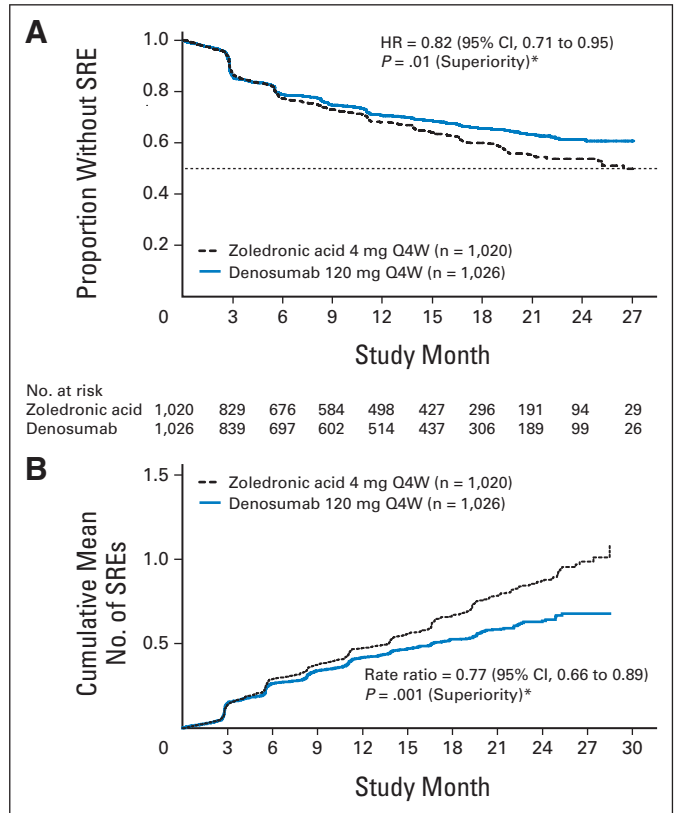 A
Proportion Without SRE
1.0
0.8
0.6
0.4
0.2
HR = 0.82 (95% CI, 0.71 to 0.95)
P = .01 (Superiority)*
Zoledronic acid 4 mg Q4W (n = 1,020)
Denosumab 120 mg Q4W (n = 1,026)
0 3 6 9 12 15 18 21 24 27
Study Month
No. at risk
Zoledronic acid 1,020 829 676 584 498 427 296 191 94 29
Denosumab 1,026 839 697 602 514 437 306 189 99 26
B
Cumulative Mean
No. of SREs
1.5
1.0
0.5
Zoledronic acid 4 mg Q4W (n = 1,020)
Denosumab 120 mg Q4W (n = 1,026)
Rate ratio = 0.77 (95% CI, 0.66 to 0.89)
P = .001 (Superiority)*
0 3 6 9 12 15 18 21 24 28 30
Study Month